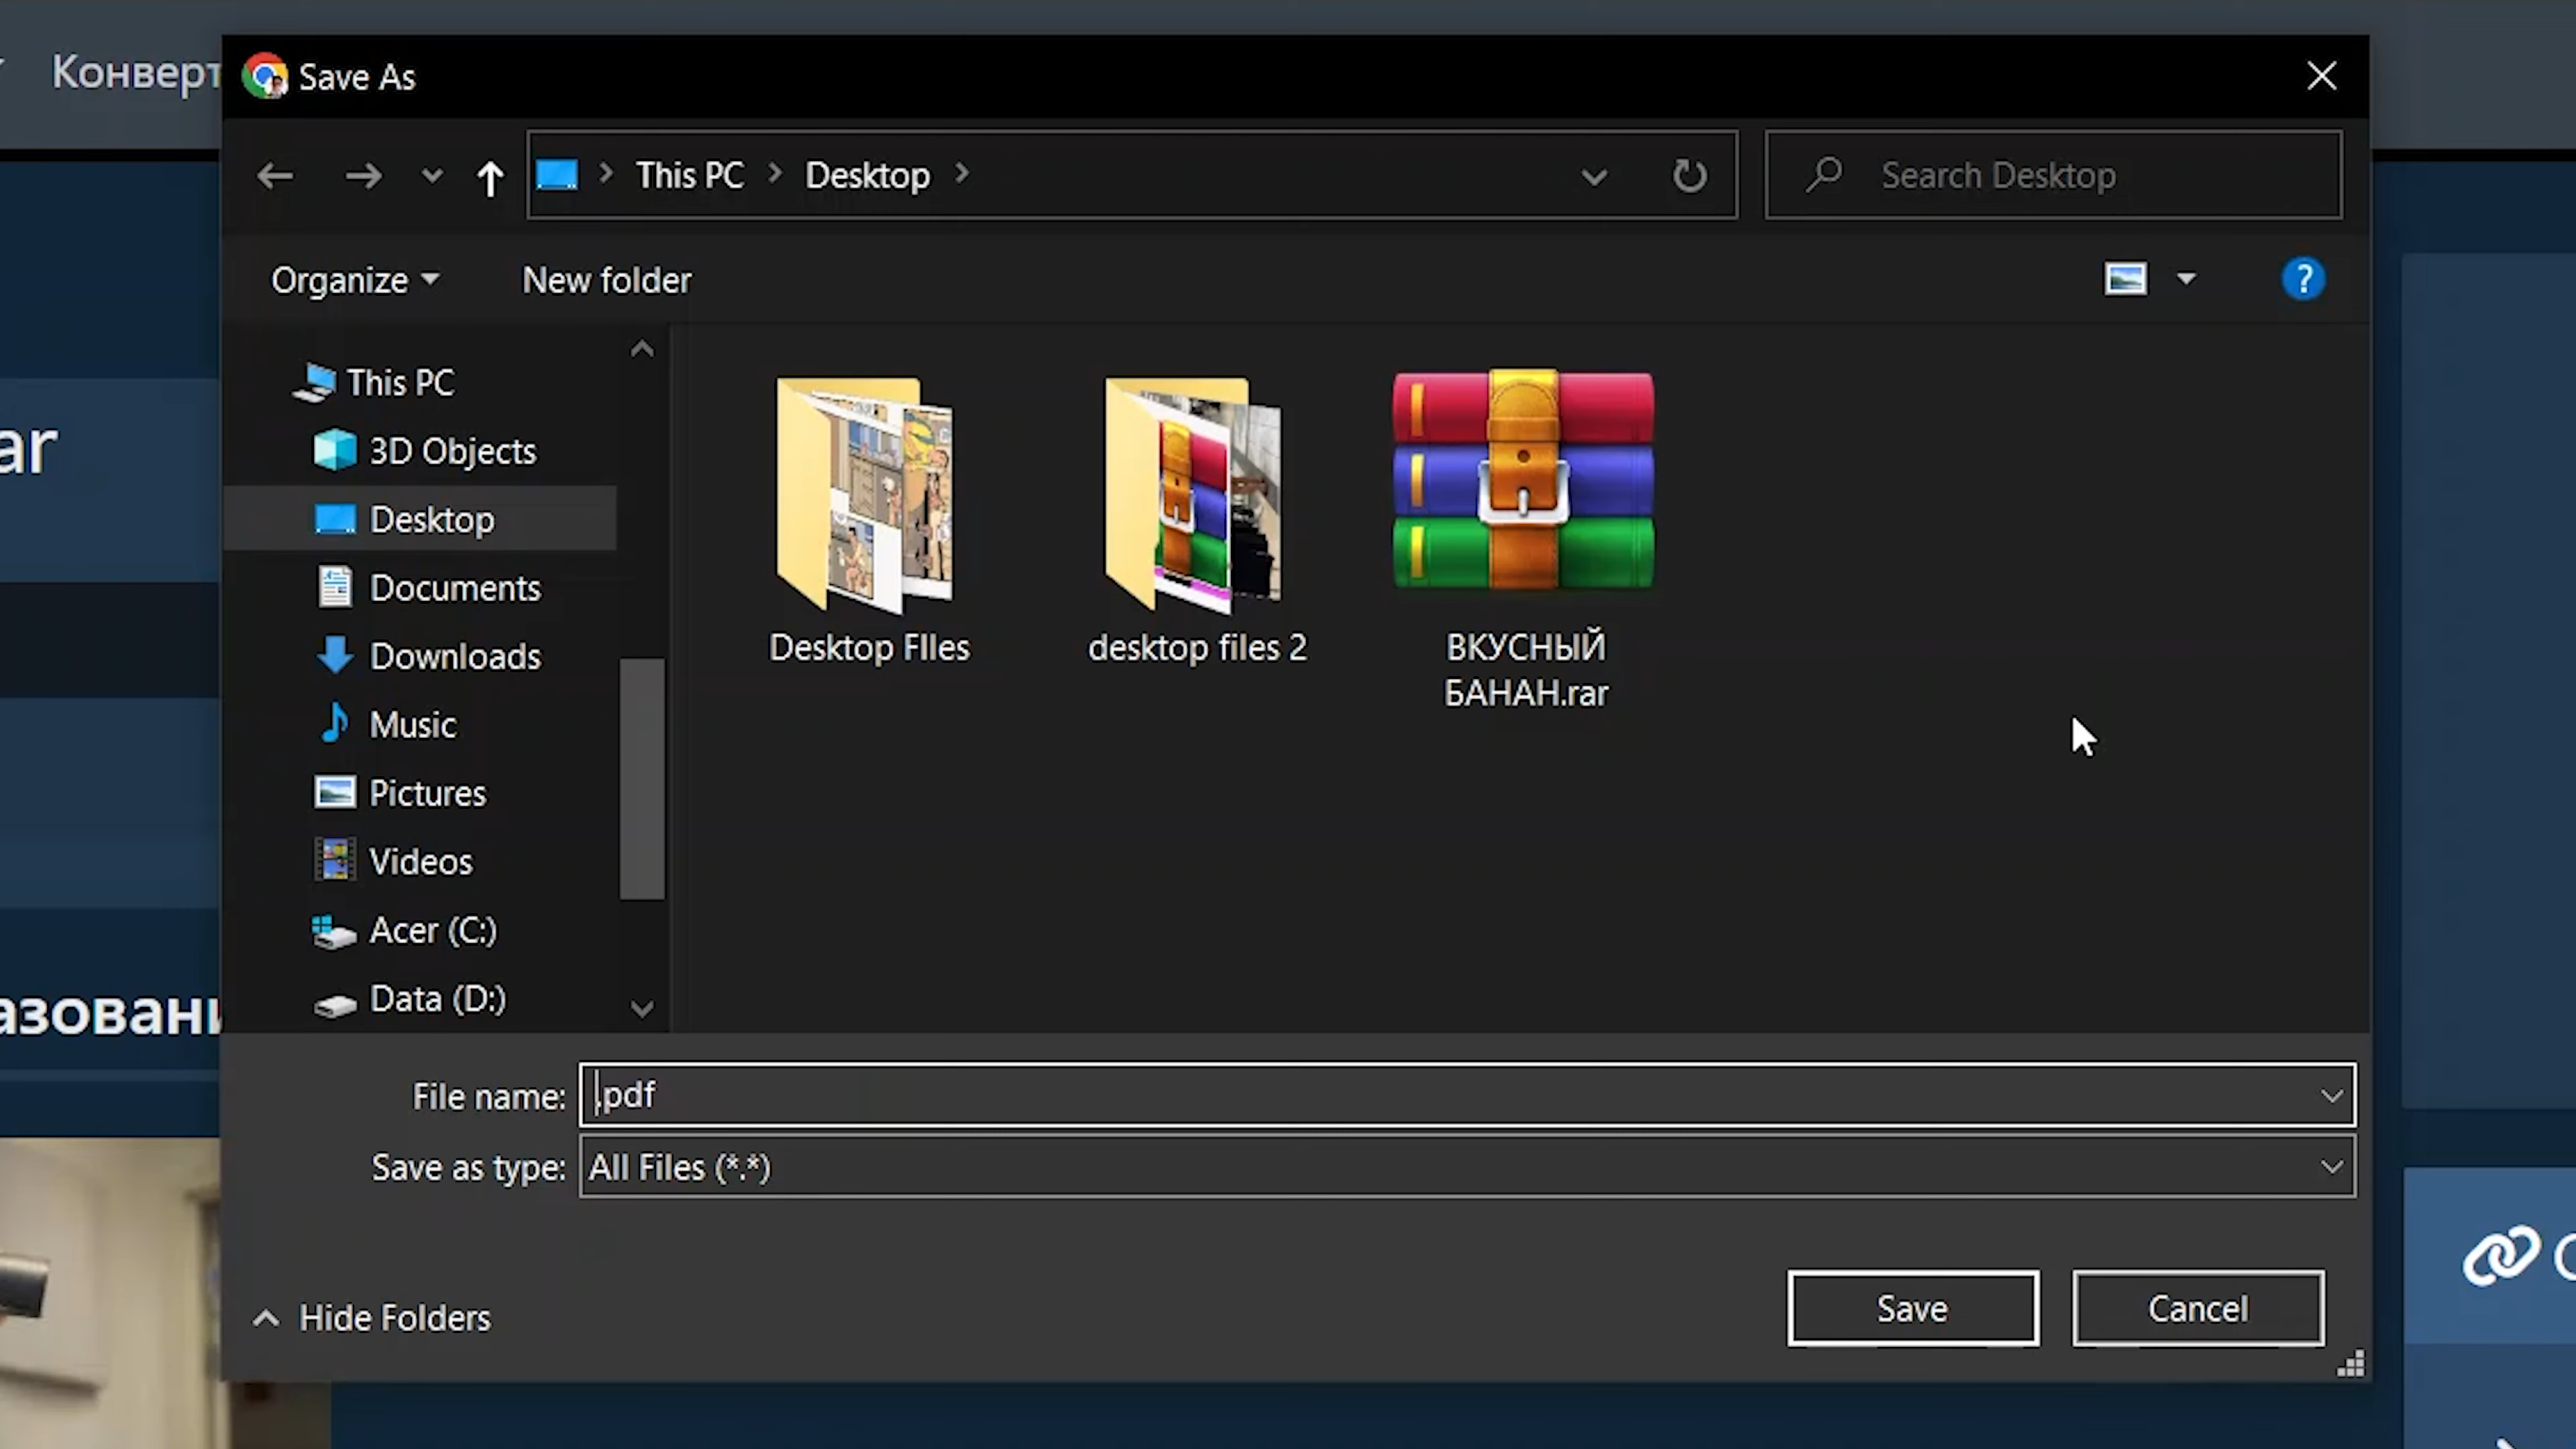 Конверт
Save As
This PC
Desktop
Search Desktop
Organize
New folder
This PC
3D Objects
Desktop
Documents
Downloads
Music
Pictures
Videos
Acer (C:)
Data (D:)
Desktop FIles
desktop files 2
ВКУСНЫЙ
БАНАН.rar
ar
азовани
File name:
.pdf
Save as type:
All Files (*.*)
Hide Folders
Save
Cancel